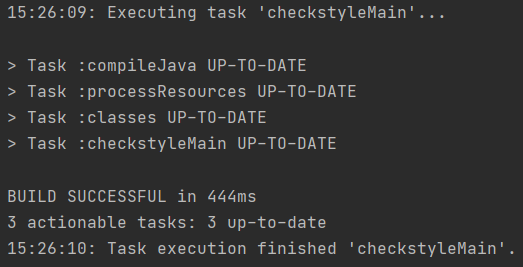 15:26:09: Executing task 'checkstyleMain'...
> Task :compileJava UP-TO-DATE
> Task :processResources UP-TO-DATE
> Task :classes UP-TO-DATE
> Task :checkstyleMain UP-TO-DATE
BUILD SUCCESSFUL in 444ms
3 actionable tasks: 3 up-to-date
15:26:10: Task execution finished 'checkstyleMain'.